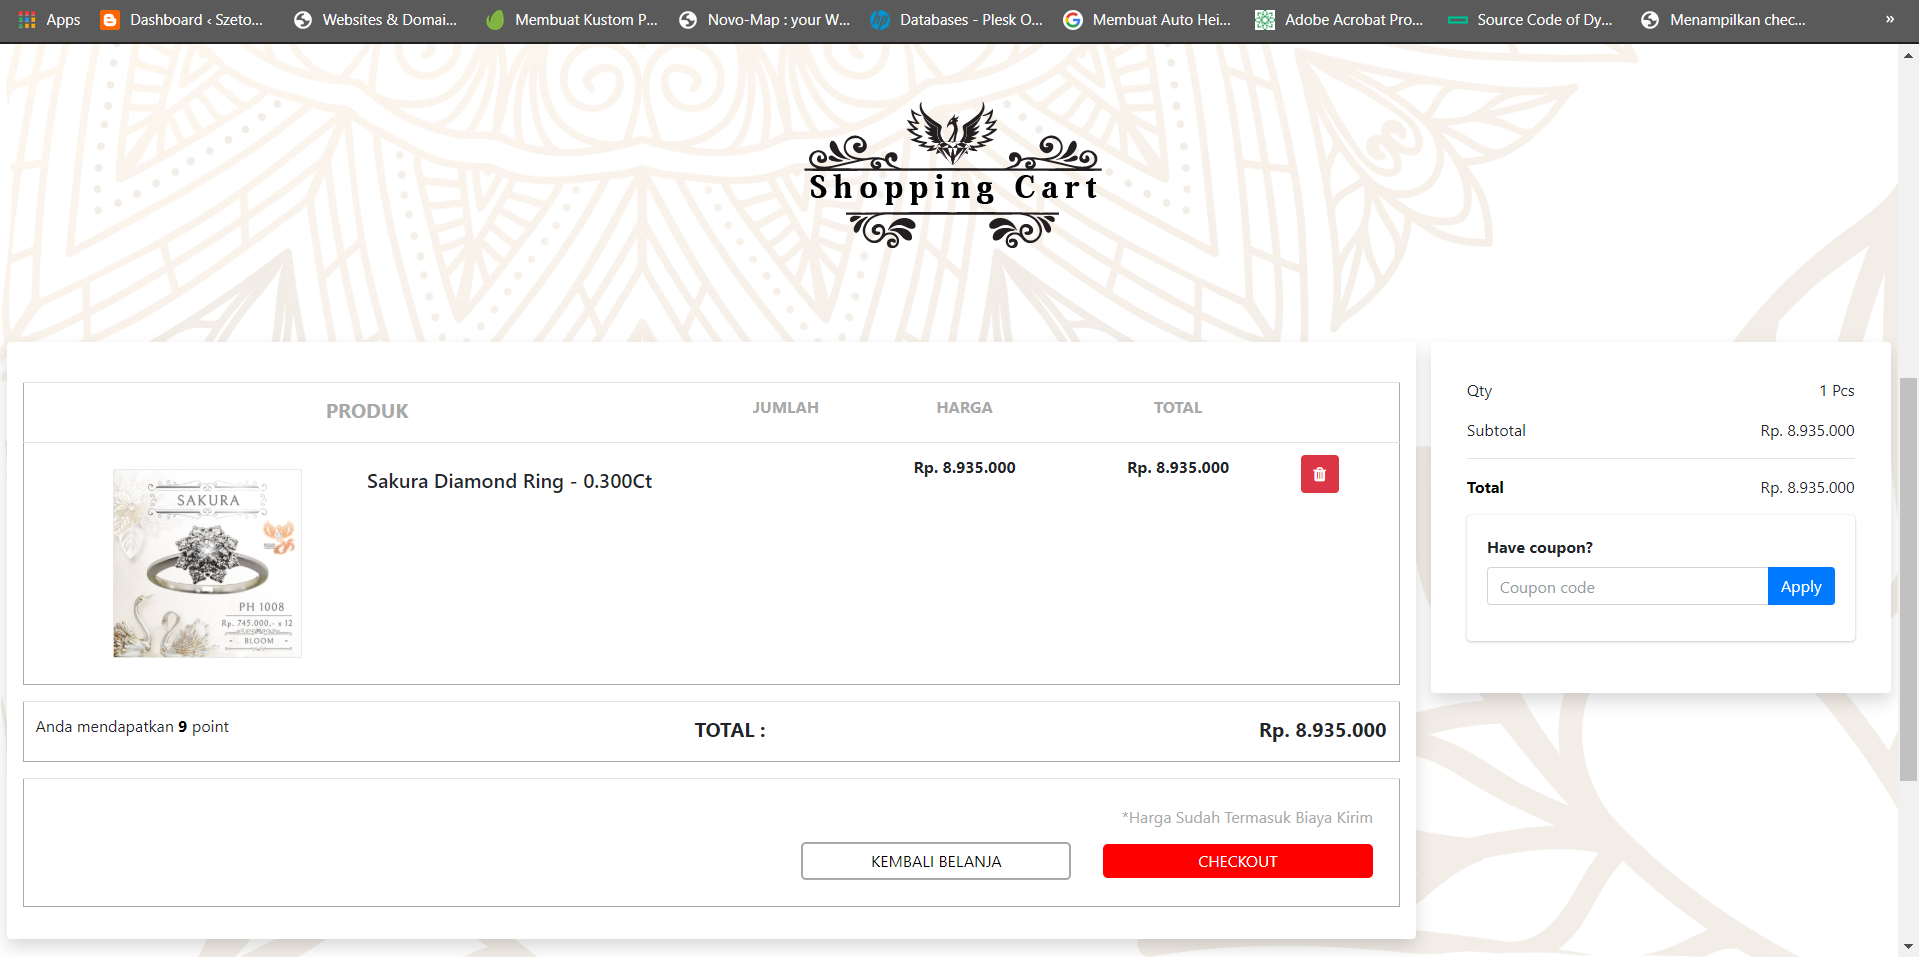 Apps
Dashboard ‹ Szeto...
Websites & Domai...
Membuat Kustom P...
Novo-Map : your W...
Databases - Plesk O...
Membuat Auto Hei...
Adobe Acrobat Pro...
Source Code of Dy...
Menampilkan chec...
»
Shopping Cart
PRODUK
JUMLAH
HARGA
TOTAL
Sakura Diamond Ring - 0.300Ct
Rp. 8.935.000
Rp. 8.935.000
SAKURA
PH 1008
Rp. 745.000,- x 12
BLOOM
Anda mendapatkan 9 point
TOTAL :
Rp. 8.935.000
*Harga Sudah Termasuk Biaya Kirim
KEMBALI BELANJA
CHECKOUT
Qty
1 Pcs
Subtotal
Rp. 8.935.000
Total
Rp. 8.935.000
Have coupon?
Coupon code
Apply